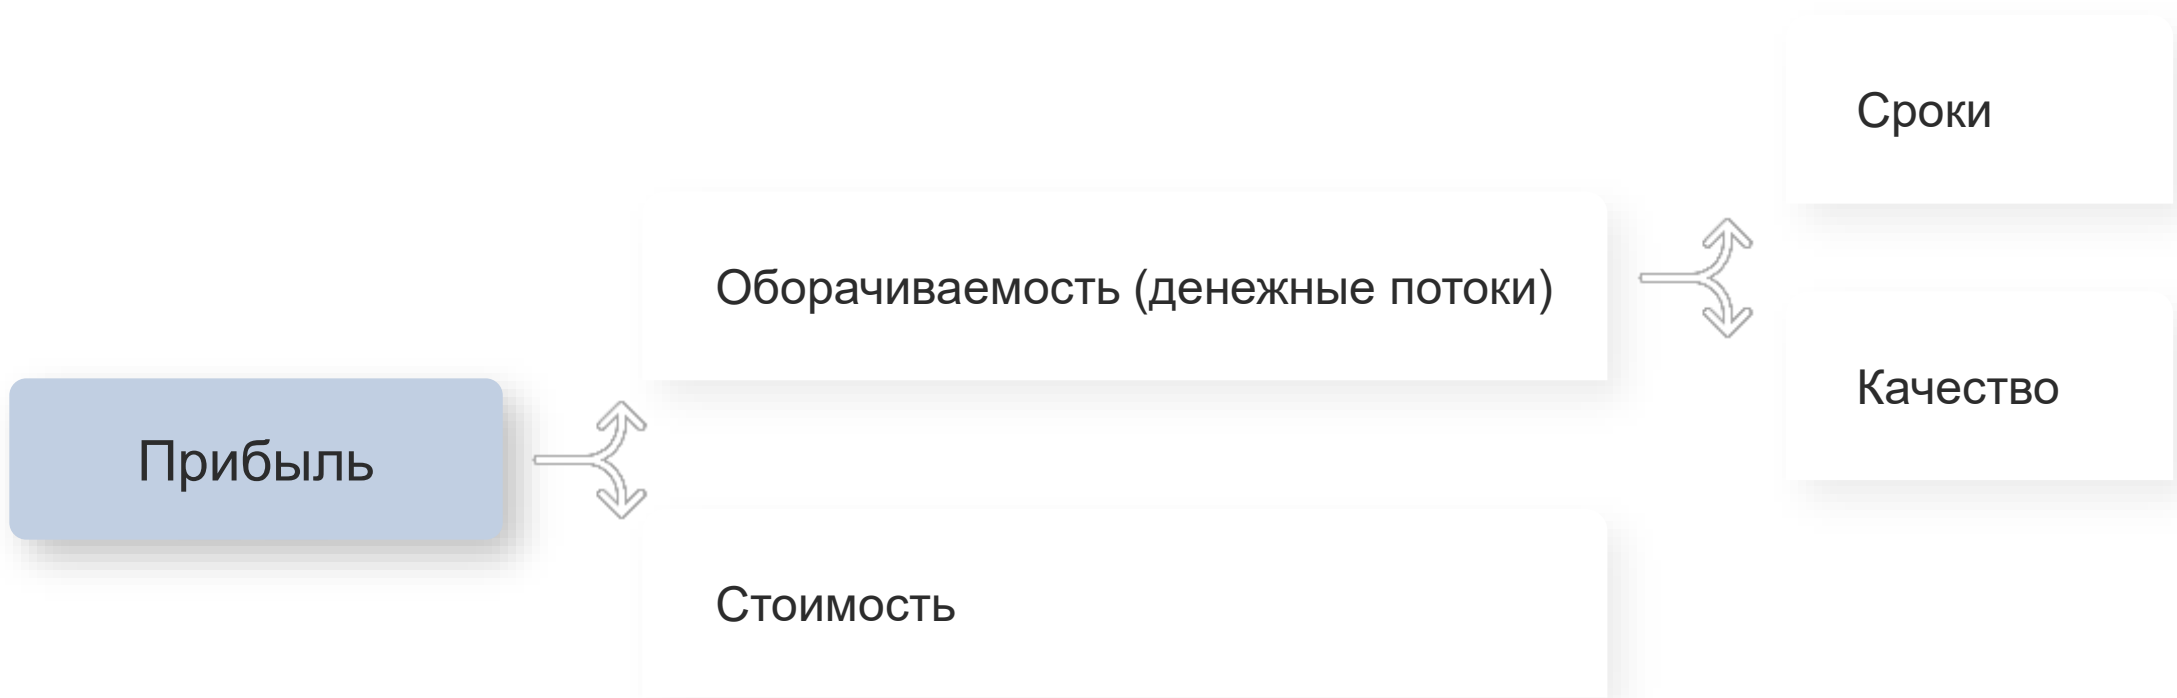 Сроки
Оборачиваемость (денежные потоки)
Качество
Прибыль
Стоимость